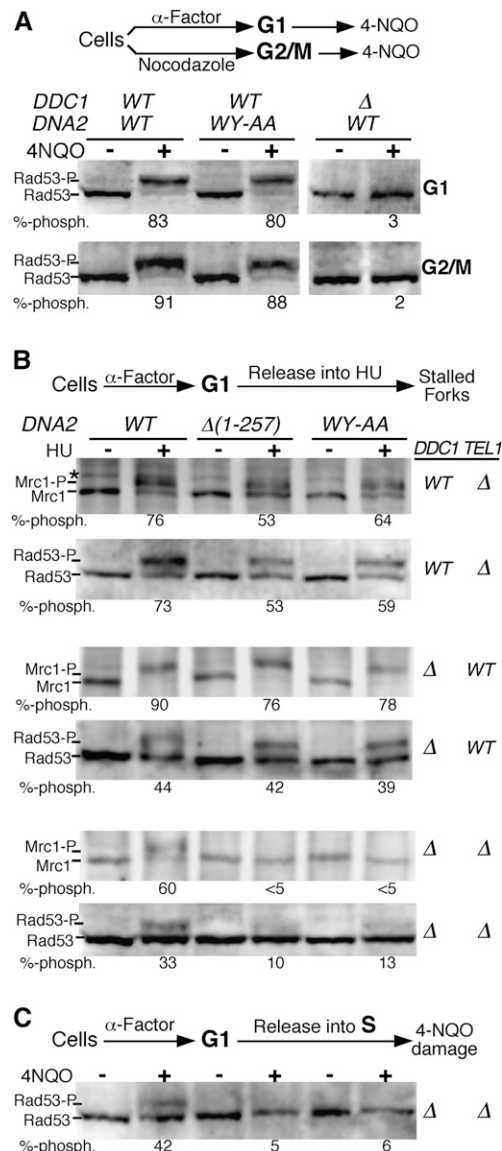 A
α-Factor G1 4-NQO
Cells
Nocodazole G2/M 4-NQO
DDC1 WT WT Δ
DNA2 WT WY-AA WT
4NQO - + - + - +
Rad53-P
Rad53
G1
%-phosph. 83 80 3
Rad53-P
Rad53
G2/M
%-phosph. 91 88 2
B
Cells α-Factor G1 Release into HU Stalled
Forks
DNA2 WT Δ(1-257) WY-AA
HU - + - + - + DDC1 TEL1
*
Mrc1-P
Mrc1
WT Δ
%-phosph. 76 53 64
Rad53-P
Rad53
WT Δ
%-phosph. 73 53 59
Mrc1-P
Mrc1
Δ WT
%-phosph. 90 76 78
Rad53-P
Rad53
Δ WT
%-phosph. 44 42 39
Mrc1-P
Mrc1
Δ Δ
%-phosph. 60 <5 <5
Rad53-P
Rad53
Δ Δ
%-phosph. 33 10 13
C
Cells α-Factor G1 Release into S 4-NQO
damage
4NQO - + - + - +
Rad53-P
Rad53
Δ Δ
%-phosph. 42 5 6